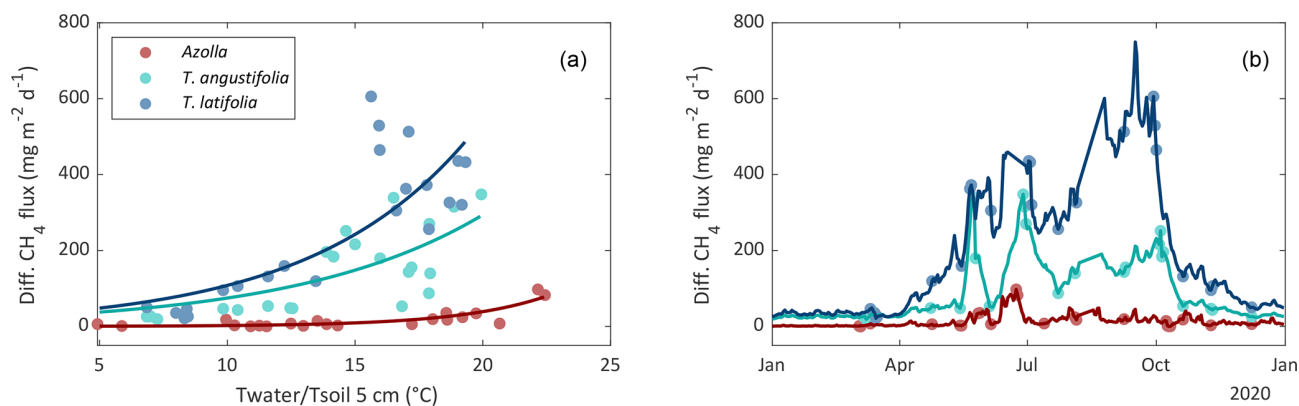 800
600
400
200
0
5
10
15
20
25
Diff. CH4 flux (mg m-2 d-1)
Twater/Tsoil 5 cm (°C)
Azolla
T. angustifolia
T. latifolia
(a)
800
600
400
200
0
Jan
Apr
Jul
Oct
Jan
2020
Diff. CH4 flux (mg m-2 d-1)
(b)